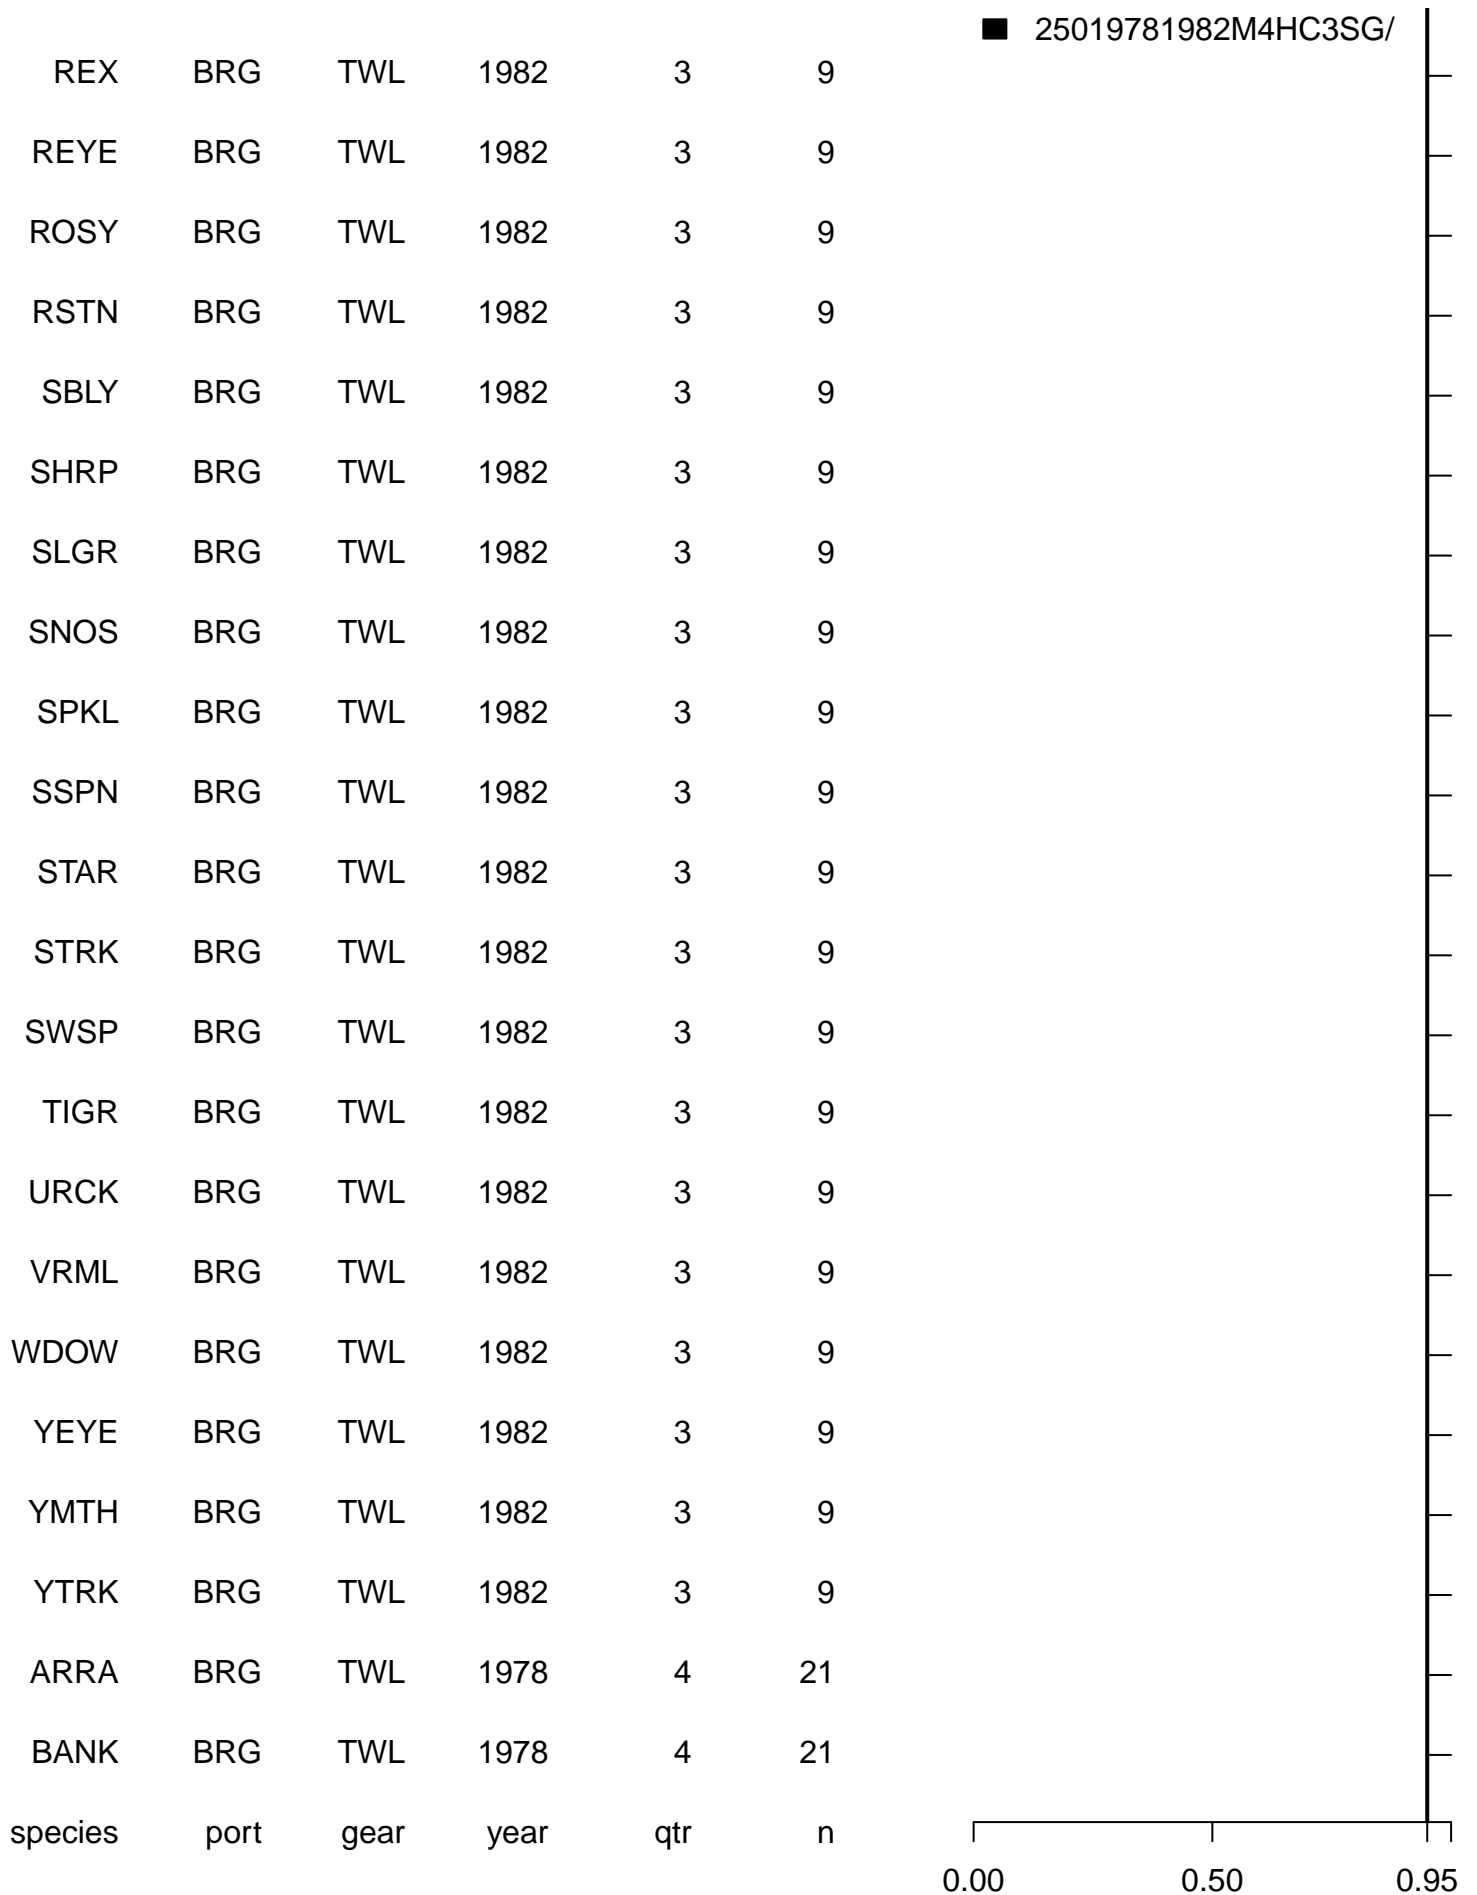 25019781982M4HC3SG/
REX BRG TWL 1982 3 9
REYE BRG TWL 1982 3 9
ROSY BRG TWL 1982 3 9
RSTN BRG TWL 1982 3 9
SBLY BRG TWL 1982 3 9
SHRP BRG TWL 1982 3 9
SLGR BRG TWL 1982 3 9
SNOS BRG TWL 1982 3 9
SPKL BRG TWL 1982 3 9
SSPN BRG TWL 1982 3 9
STAR BRG TWL 1982 3 9
STRK BRG TWL 1982 3 9
SWSP BRG TWL 1982 3 9
TIGR BRG TWL 1982 3 9
URCK BRG TWL 1982 3 9
VRML BRG TWL 1982 3 9
WDOW BRG TWL 1982 3 9
YEYE BRG TWL 1982 3 9
YMTH BRG TWL 1982 3 9
YTRK BRG TWL 1982 3 9
ARRA BRG TWL 1978 4 21
BANK BRG TWL 1978 4 21
species port gear year qtr n
0.00 0.50 0.95